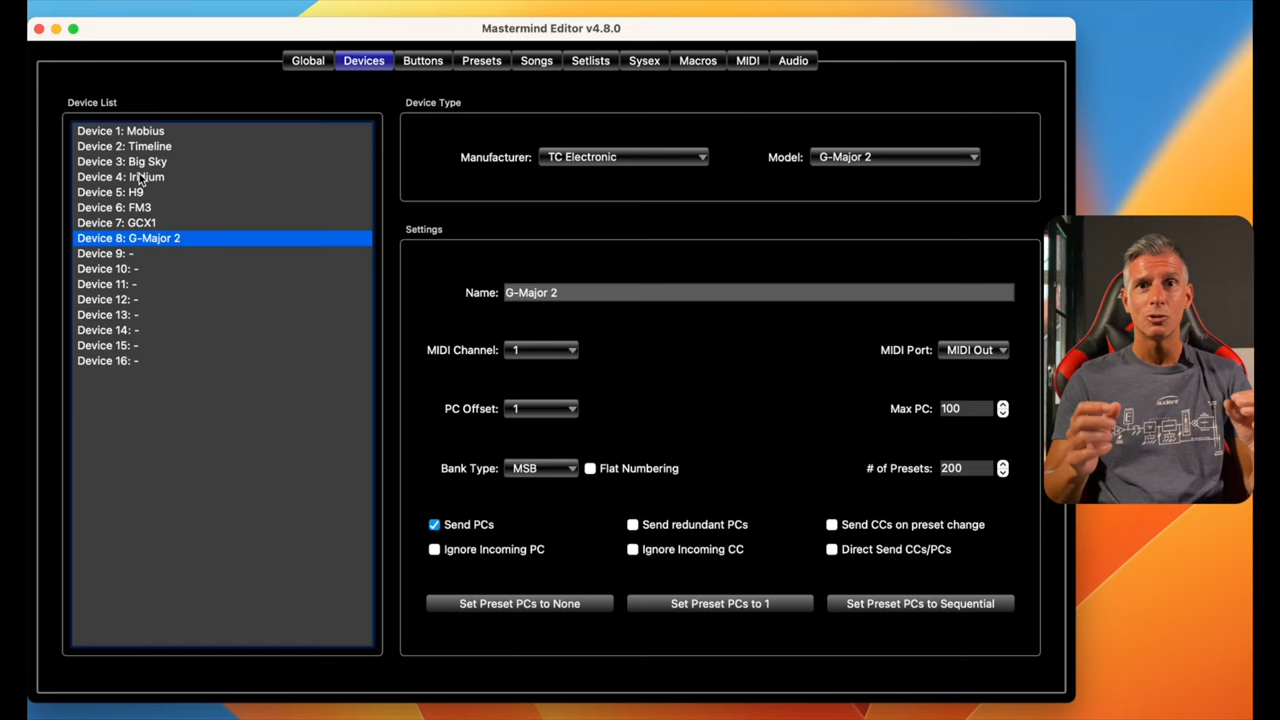 Mastermind Editor v4.8.0
Global Devices Buttons Presets Songs Setlists Sysex Macros MIDI Audio
Device List
Device 1: Mobius
Device 2: Timeline
Device 3: Big Sky
Device 4: Iridium
Device 5: H9
Device 6: FM3
Device 7: GCX1
Device 8: G-Major 2
Device 9: -
Device 10: -
Device 11: -
Device 12: -
Device 13: -
Device 14: -
Device 15: -
Device 16: -
Device Type
Manufacturer: TC Electronic Model: G-Major 2
Settings
Name: G-Major 2
MIDI Channel: 1 MIDI Port: MIDI Out
PC Offset: 1 Max PC: 100
Bank Type: MSB Flat Numbering # of Presets: 200
Send PCs Send redundant PCs Send CCs on preset change
Ignore Incoming PC Ignore Incoming CC Direct Send CCs/PCs
Set Preset PCs to None Set Preset PCs to 1 Set Preset PCs to Sequential
audient